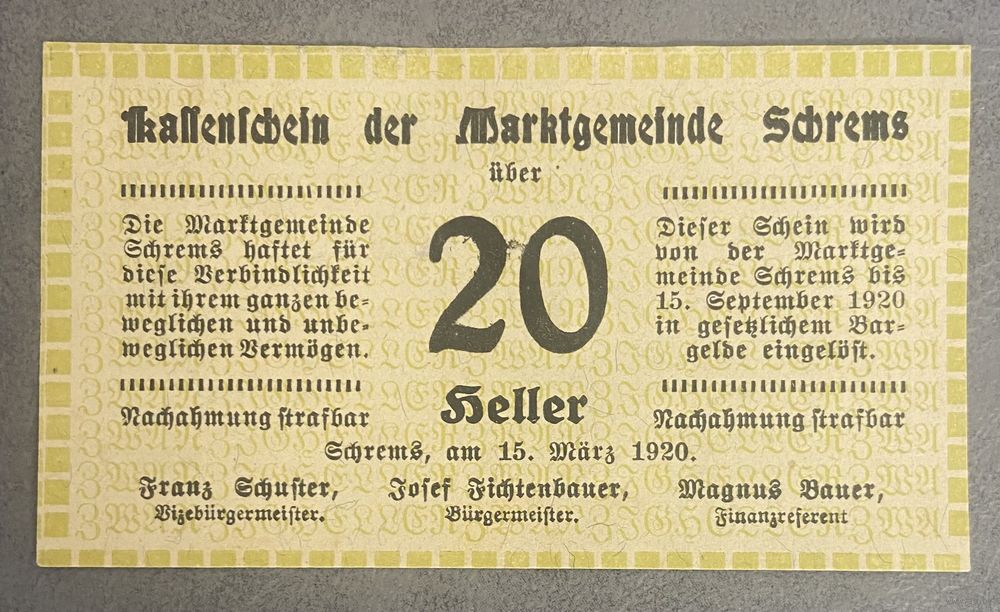 Kassenschein der Marktgemeinde Schrems
über
Die Marktgemeinde
Schrems haftet für
diese Verbindlichkeit
mit ihrem ganzen be-
weglichen und unbe-
weglichen Vermögen.
Nachahmung strafbar
20
Heller
Dieser Schein wird
von der Marktge-
meinde Schrems bis
15. September 1920
in gesetzlichem Bar-
gelde eingelöst.
Nachahmung strafbar
Schrems, am 15. März 1920.
Franz Schuster, Josef Fichtenbauer, Magnus Bauer,
Vizebürgermeister. Bürgermeister. Finanzreferent